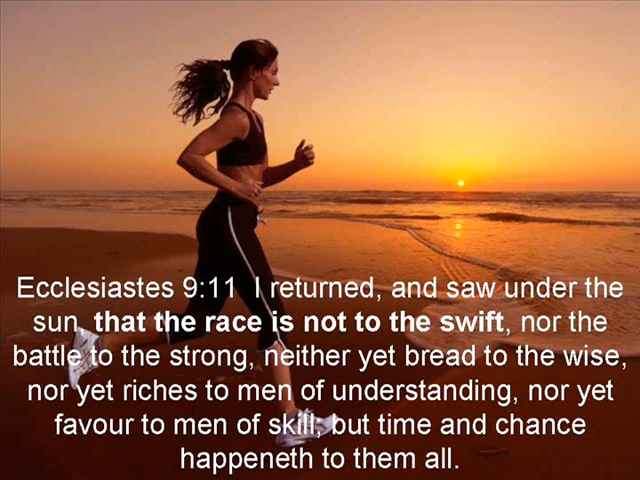 Ecclesiastes 9:11  I returned, and saw under the
sun, that the race is not to the swift, nor the
battle to the strong, neither yet bread to the wise,
nor yet riches to men of understanding, nor yet
favour to men of skill; but time and chance
happeneth to them all.